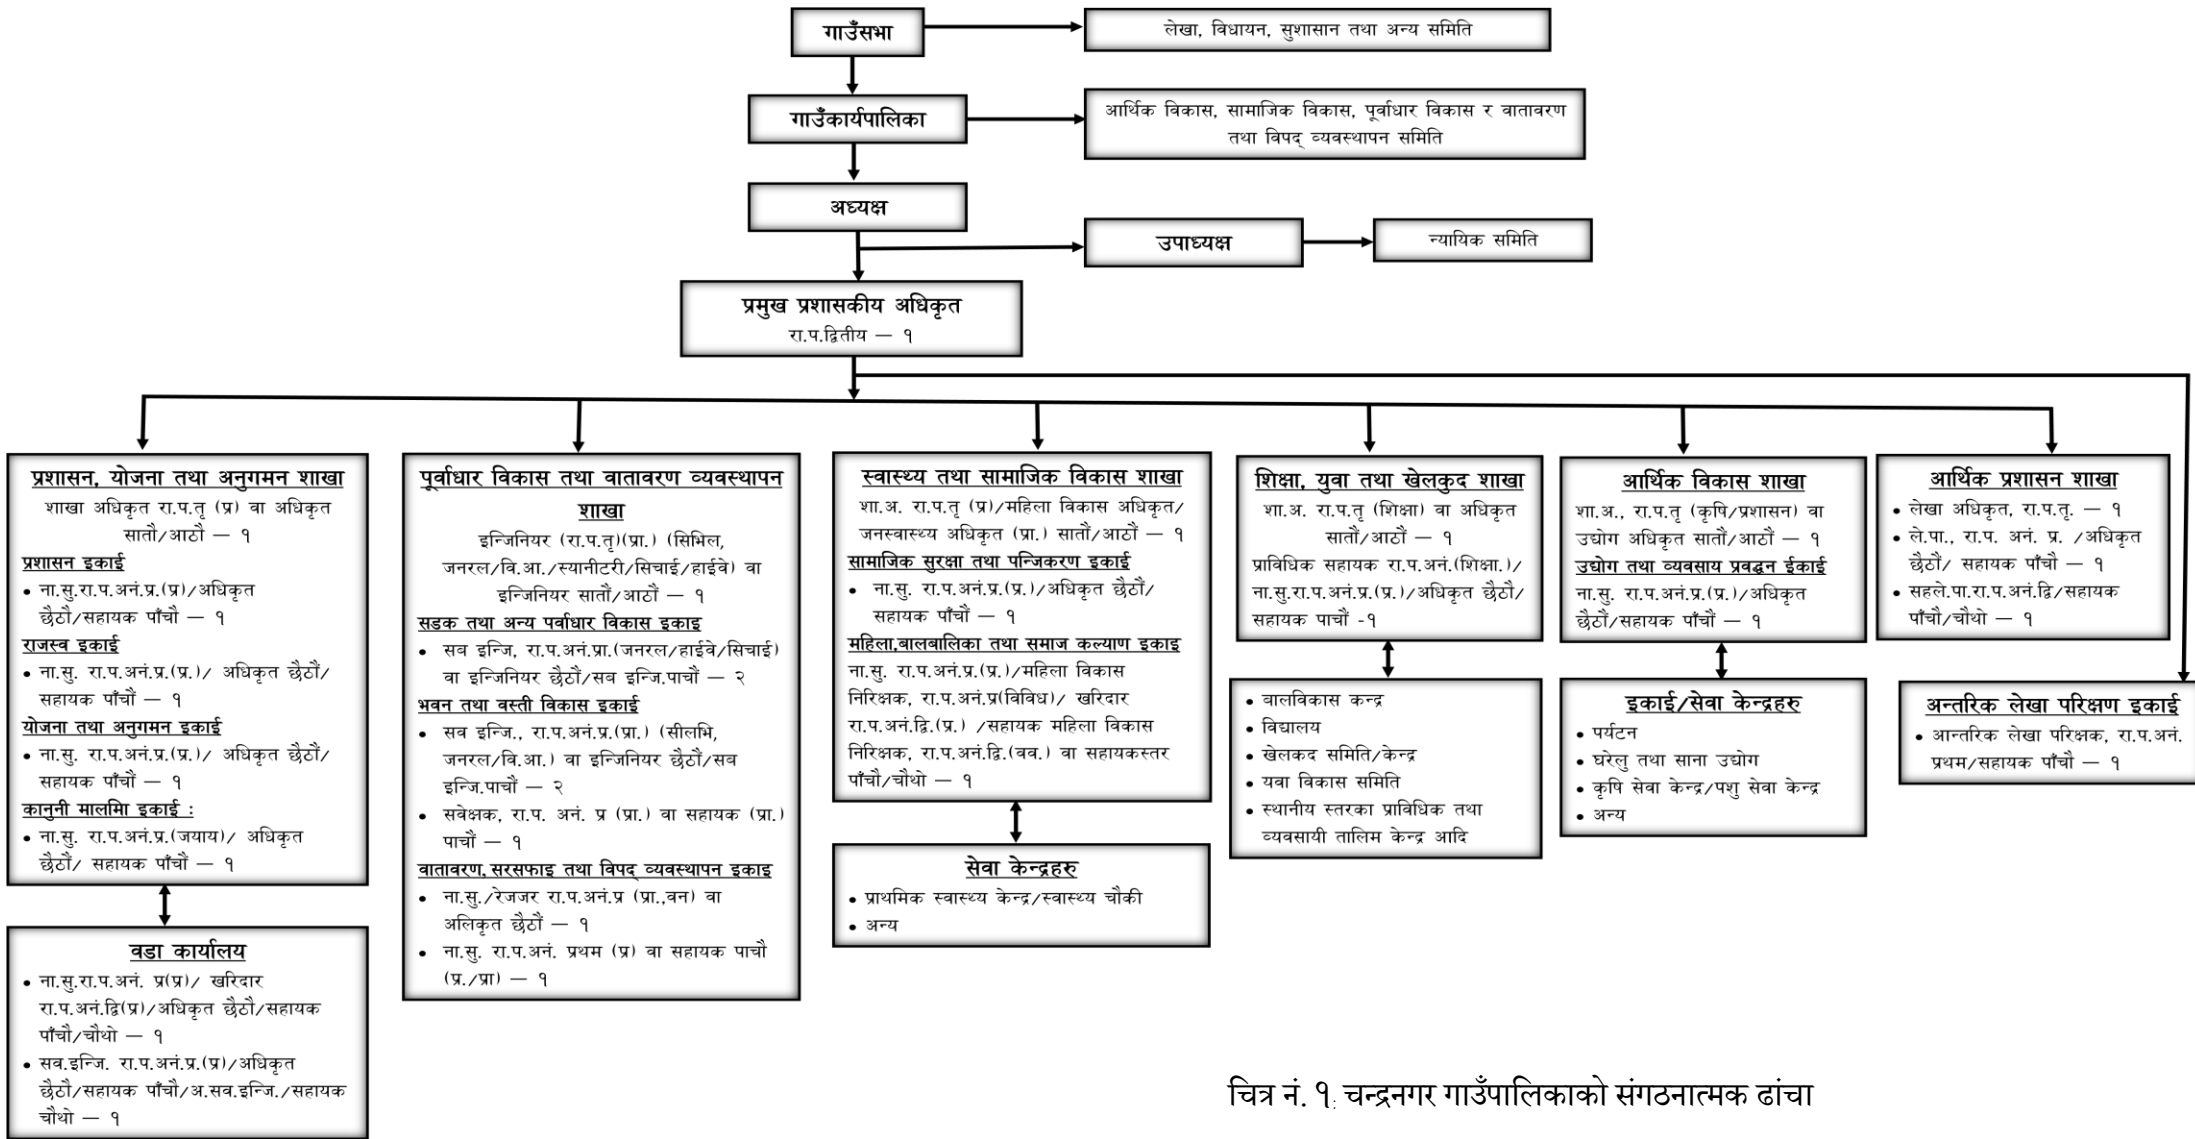 गाउँसभा
लेखा, विधायन, सुशासान तथा अन्य समिति
गाउँकार्यपालिका
आर्थिक विकास, सामाजिक विकास, पूर्वाधार विकास र वातावरण
तथा विपद् व्यवस्थापन समिति
अध्यक्ष
उपाध्यक्ष
न्यायिक समिति
प्रमुख प्रशासकीय अधिकृत
रा.प.द्वितीय — १
प्रशासन, योजना तथा अनुगमन शाखा
शाखा अधिकृत रा.प.तृ (प्र) वा अधिकृत
सातौ/आठौ — १
प्रशासन इकाई
• ना.सु.रा.प.अनं.प्र.(प्र)/अधिकृत
छैठौं/सहायक पाँचौ — १
राजस्व इकाई
• ना.सु. रा.प.अनं.प्र.(प्र.)/ अधिकृत छैठौं/
सहायक पाँचौं — १
योजना तथा अनुगमन इकाई
• ना.सु. रा.प.अनं.प्र.(प्र.)/ अधिकृत छैठौं/
सहायक पाँचौं — १
कानुनी मालमिा इकाई :
• ना.सु. रा.प.अनं.प्र.(जयाय)/ अधिकृत
छैठौं/ सहायक पाँचौं — १
वडा कार्यालय
• ना.सु.रा.प.अनं. प्र(प्र)/ खरिदार
रा.प.अनं.द्वि(प्र)/अधिकृत छैठौ/सहायक
पाँचौ/चौथो — १
• सव.इन्जि. रा.प.अनं.प्र.(प्र)/अधिकृत
छैठौ/सहायक पाँचौ/अ.सव.इन्जि./सहायक
चौथो — १
पूर्वाधार विकास तथा वातावरण व्यवस्थापन
शाखा
इन्जिनियर (रा.प.तृ)(प्रा.) (सिभिल,
जनरल/वि.आ./स्यानीटरी/सिचाई/हाईवे) वा
इन्जिनियर सातौं/आठौं — १
सडक तथा अन्य पर्वाधार विकास इकाइ
• सब इन्जि, रा.प.अनं.प्रा.(जनरल/हाईवे/सिचाई)
वा इन्जिनियर छैठौं/सब इन्जि.पाचौं — २
भवन तथा वस्ती विकास इकाई
• सव इन्जि., रा.प.अनं.प्र.(प्रा.) (सीलभि,
जनरल/वि.आ.) वा इन्जिनियर छैठौं/सब
इन्जि.पाचौं — २
• सवेक्षक, रा.प. अनं. प्र (प्रा.) वा सहायक (प्रा.)
पाचौं — १
वातावरण, सरसफाइ तथा विपद् व्यवस्थापन इकाइ
• ना.सु./रेजजर रा.प.अनं.प्र (प्रा.,वन) वा
अलिकृत छैठौं — १
• ना.सु. रा.प.अनं. प्रथम (प्र) वा सहायक पाचौ
(प्र./प्रा) — १
स्वास्थ्य तथा सामाजिक विकास शाखा
शा.अ. रा.प.तृ (प्र)/महिला विकास अधिकृत/
जनस्वास्थ्य अधिकृत (प्रा.) सातौं/आठौं — १
सामाजिक सुरक्षा तथा पन्जिकरण इकाई
• ना.सु. रा.प.अनं.प्र.(प्र.)/अधिकृत छैठौं/
सहायक पाँचौं — १
महिला,बालबालिका तथा समाज कल्याण इकाइ
ना.सु. रा.प.अनं.प्र.(प्र.)/महिला विकास
निरिक्षक, रा.प.अनं.प्र(विविध)/ खरिदार
रा.प.अनं.द्वि.(प्र.) /सहायक महिला विकास
निरिक्षक, रा.प.अनं.द्वि.(वव.) वा सहायकस्तर
पाँचौ/चौथो — १
सेवा केन्द्रहरु
• प्राथमिक स्वास्थ्य केन्द्र/स्वास्थ्य चौकी
• अन्य
शिक्षा, युवा तथा खेलकुद शाखा
शा.अ. रा.प.तृ (शिक्षा) वा अधिकृत
सातौं/आठौं — १
प्राविधिक सहायक रा.प.अनं.(शिक्षा.)/
ना.सु.रा.प.अनं.प्र.(प्र.)/अधिकृत छैठौं/
सहायक पाचौं -१
• बालविकास कन्द्र
• विद्यालय
• खेलकद समिति/केन्द्र
• यवा विकास समिति
• स्थानीय स्तरका प्राविधिक तथा
व्यवसायी तालिम केन्द्र आदि
आर्थिक विकास शाखा
शा.अ., रा.प.तृ (कृषि/प्रशासन) वा
उद्योग अधिकृत सातौं/आठौं — १
उद्योग तथा व्यवसाय प्रवद्धन ईकाई
ना.सु. रा.प.अनं.प्र.(प्र.)/अधिकृत
छैठौं/सहायक पाँचौं — १
इकाई/सेवा केन्द्रहरु
• पर्यटन
• घरेलु तथा साना उद्योग
• कृषि सेवा केन्द्र/पशु सेवा केन्द्र
• अन्य
आर्थिक प्रशासन शाखा
• लेखा अधिकृत, रा.प.तृ. — १
• ले.पा., रा.प. अनं. प्र. /अधिकृत
छैठौं/ सहायक पाँचौ — १
• सहले.पा.रा.प.अनं.द्वि/सहायक
पाँचौ/चौथो — १
अन्तरिक लेखा परिक्षण इकाई
• आन्तरिक लेखा परिक्षक, रा.प.अनं.
प्रथम/सहायक पाँचौ — १
चित्र नं. १: चन्द्रनगर गाउँपालिकाको संगठनात्मक ढांचा